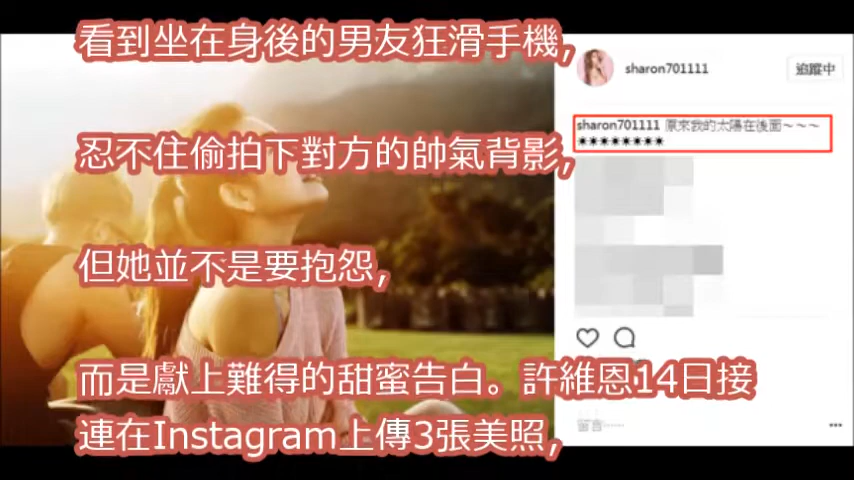 看到坐在身後的男友狂滑手機，
忍不住偷拍下對方的帥氣背影，
但她並不是要抱怨，
而是獻上難得的甜蜜告白。許維恩14日接
連在Instagram上傳3張美照，
sharon701111
追蹤中
sharon701111 原來我的太陽在後面～～～
☀☀☀☀☀☀☀☀
留言······